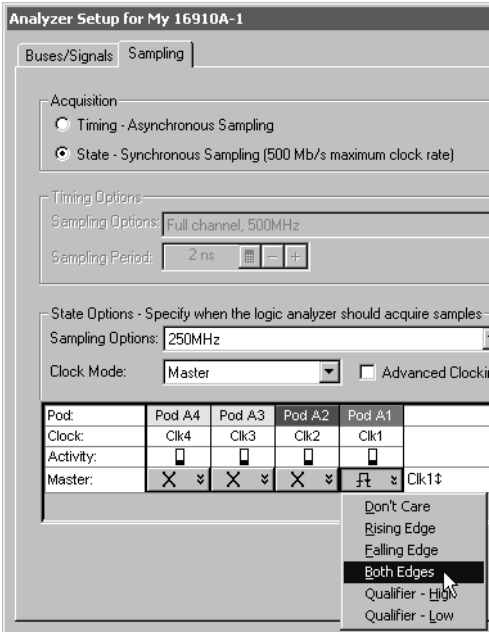 Analyzer Setup for My 16910A-1
Buses/Signals Sampling
Acquisition
Timing - Asynchronous Sampling
State - Synchronous Sampling (500 Mb/s maximum clock rate)
Timing Options
Sampling Options: Full channel, 500MHz
Sampling Period: 2 ns - +
State Options - Specify when the logic analyzer should acquire samples
Sampling Options: 250MHz
Clock Mode: Master Advanced Clocki
Pod: Pod A4 Pod A3 Pod A2 Pod A1
Clock: Clk4 Clk3 Clk2 Clk1
Activity:
Master: X X X Clk1↕
Don't Care
Rising Edge
Falling Edge
Both Edges
Qualifier - High
Qualifier - Low